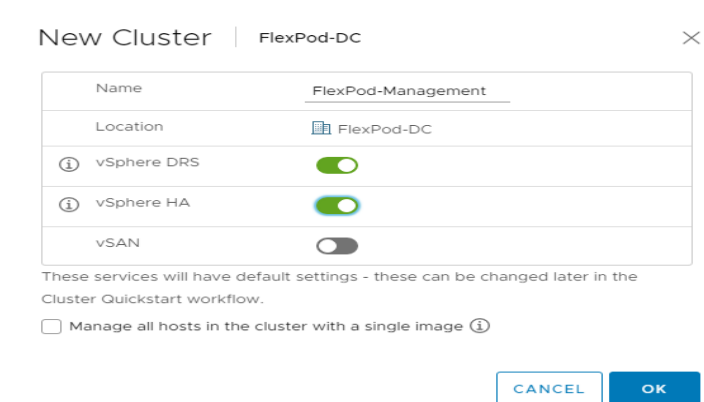 New Cluster FlexPod-DC
Name FlexPod-Management
Location FlexPod-DC
vSphere DRS
vSphere HA
vSAN
These services will have default settings - these can be changed later in the
Cluster Quickstart workflow.
Manage all hosts in the cluster with a single image
CANCEL OK